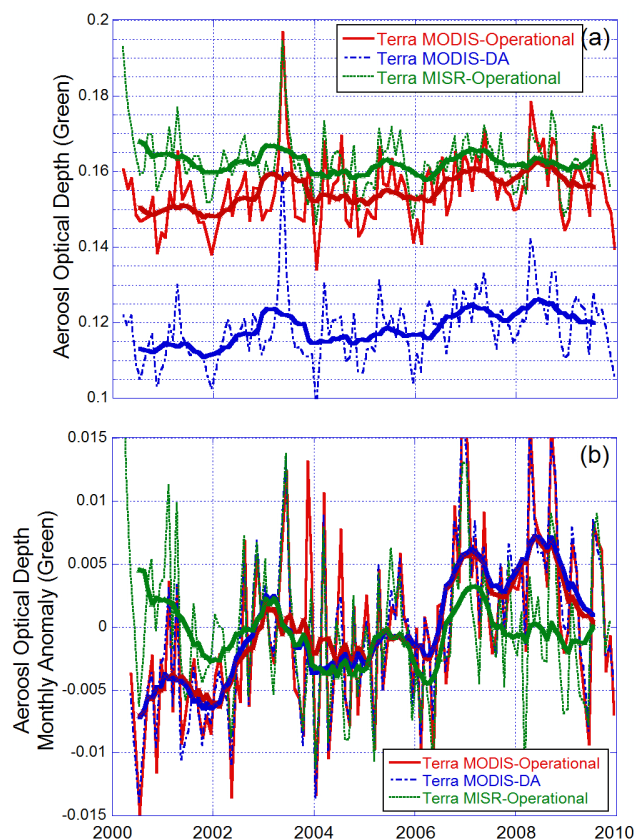 0.2
(a)
Terra MODIS-Operational
Terra MODIS-DA
Terra MISR-Operational
0.18
0.16
0.14
0.12
0.1
Aeroosl Optical Depth (Green)
0.015
(b)
0.01
0.005
0
-0.005
-0.01
-0.015
Aeroosl Optical Depth
Monthly Anomaly (Green)
Terra MODIS-Operational
Terra MODIS-DA
Terra MISR-Operational
2000 2002 2004 2006 2008 2010